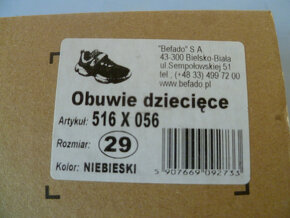 "Befado" S A
43-300 Bielsko-Biała
ul Sempołowskiej 51
tel , (+48 33) 499 72 00
www.befado.pl
Obuwie dziecięce
Artykuł: 516 X 056
Rozmiar: 29
Kolor: NIEBIESKI
5 907669 092733